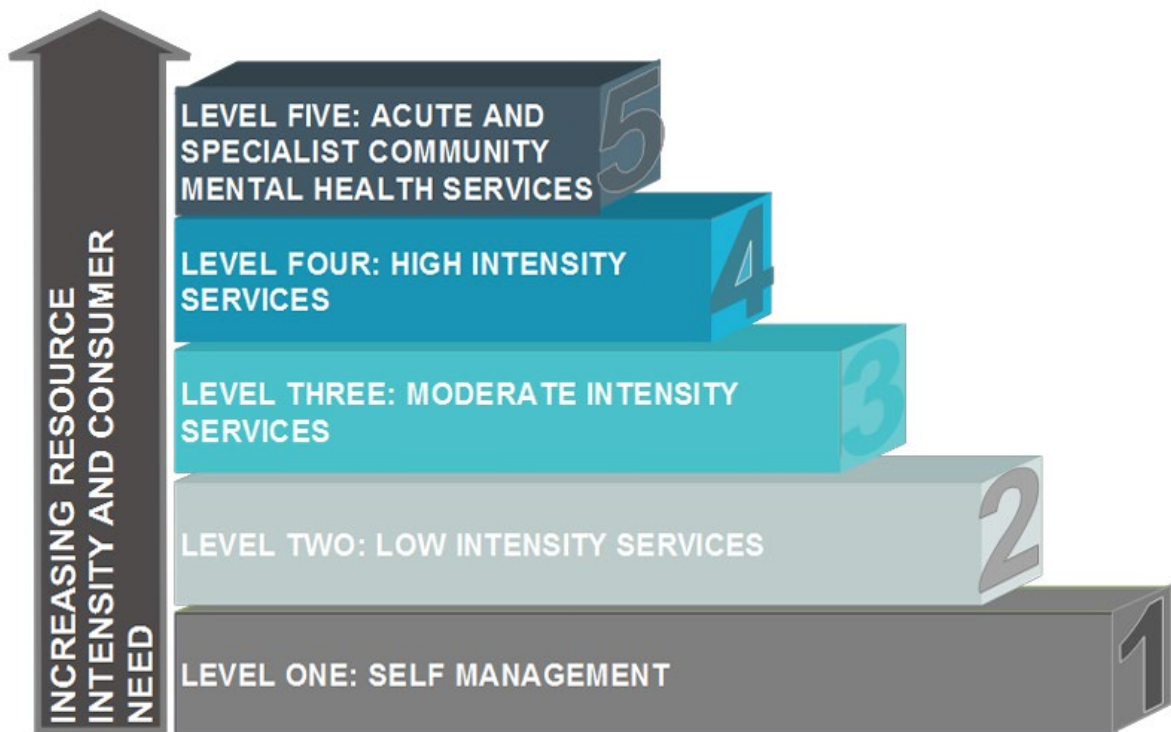 INCREASING RESOURCE
INTENSITY AND CONSUMER
NEED
LEVEL FIVE: ACUTE AND
SPECIALIST COMMUNITY
MENTAL HEALTH SERVICES
5
LEVEL FOUR: HIGH INTENSITY
SERVICES
4
LEVEL THREE: MODERATE INTENSITY
SERVICES
3
LEVEL TWO: LOW INTENSITY SERVICES
2
LEVEL ONE: SELF MANAGEMENT
1